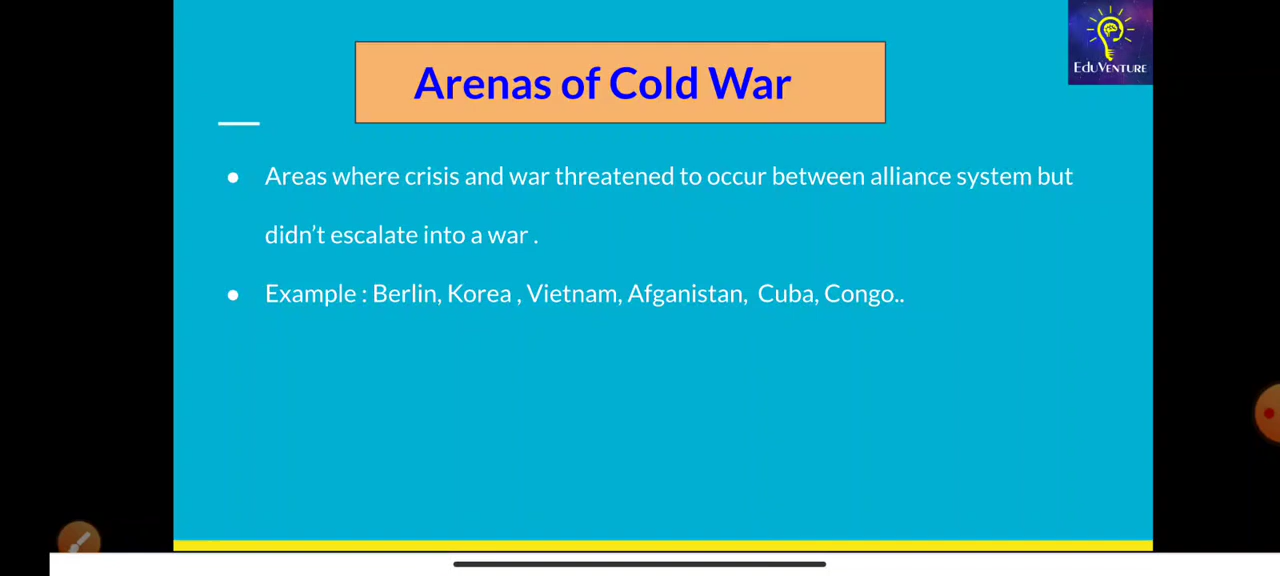 EduVenture
Arenas of Cold War
● Areas where crisis and war threatened to occur between alliance system but
didn't escalate into a war .
● Example : Berlin, Korea , Vietnam, Afganistan,  Cuba, Congo..